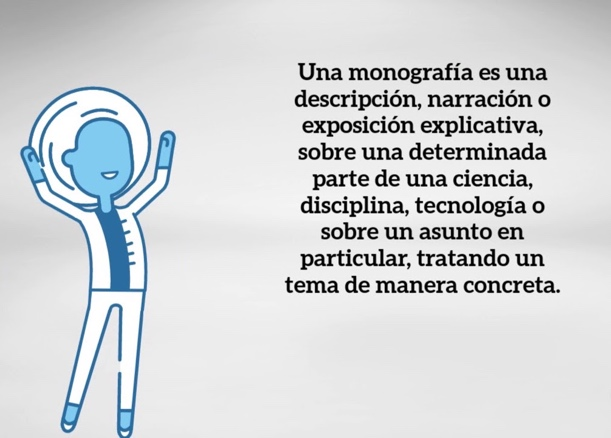 Una monografía es una
descripción, narración o
exposición explicativa,
sobre una determinada
parte de una ciencia,
disciplina, tecnología o
sobre un asunto en
particular, tratando un
tema de manera concreta.